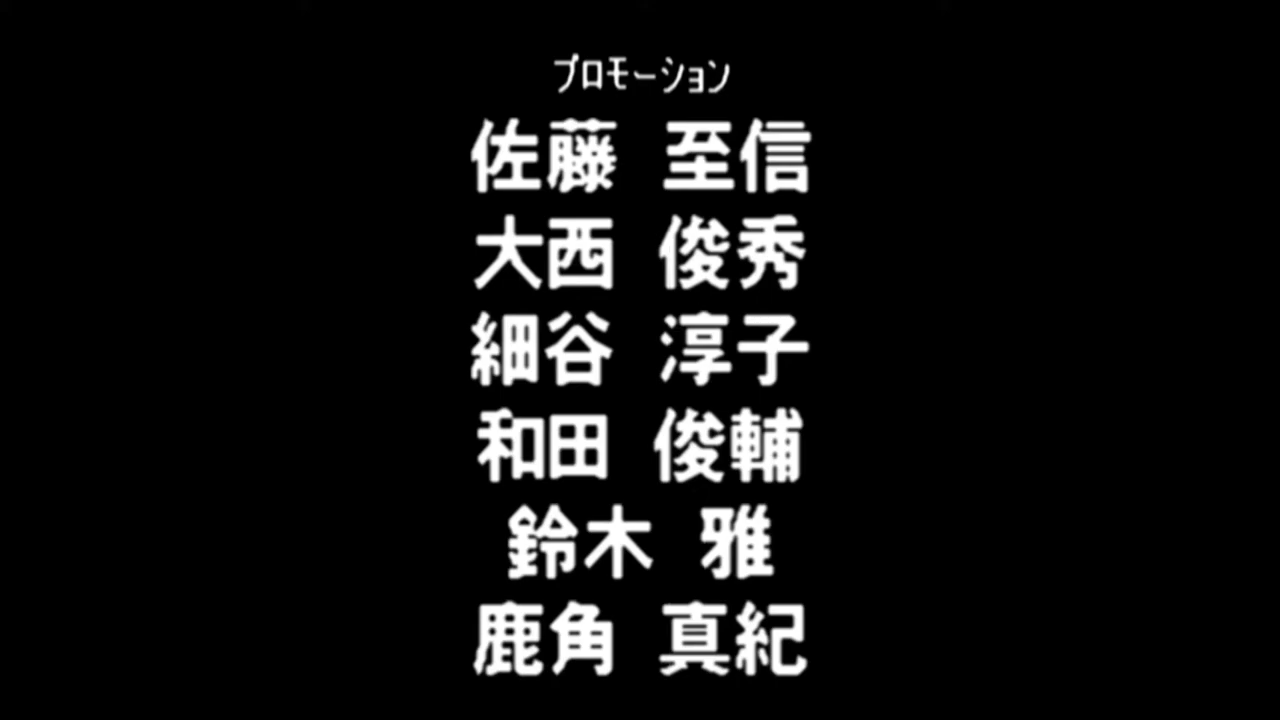 プロモーション
佐藤 至信
大西 俊秀
細谷 淳子
和田 俊輔
鈴木 雅
鹿角 真紀